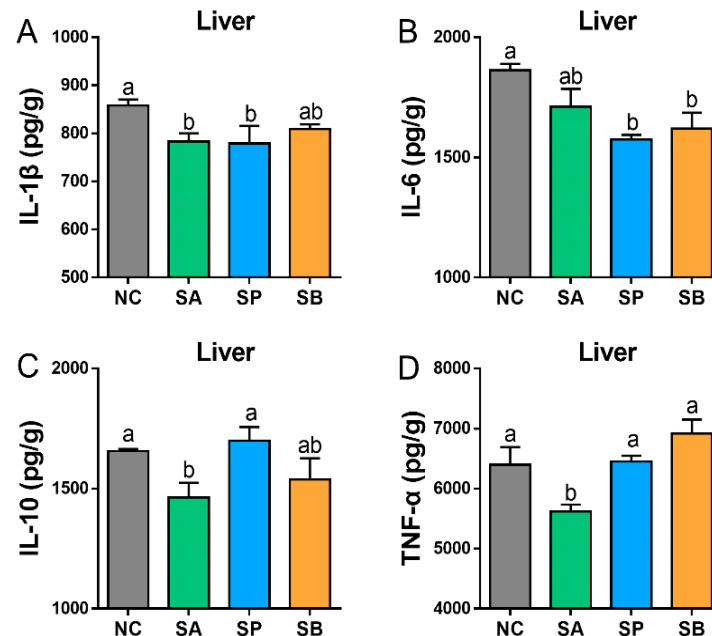 A
Liver
IL-1β (pg/g)
1000
900
800
700
600
500
a
b
b
ab
NC SA SP SB
B
Liver
IL-6 (pg/g)
2000
1500
1000
a
ab
b
b
NC SA SP SB
C
Liver
IL-10 (pg/g)
2000
1500
1000
a
b
a
ab
NC SA SP SB
D
Liver
TNF-α (pg/g)
8000
7000
6000
5000
4000
a
b
a
a
NC SA SP SB